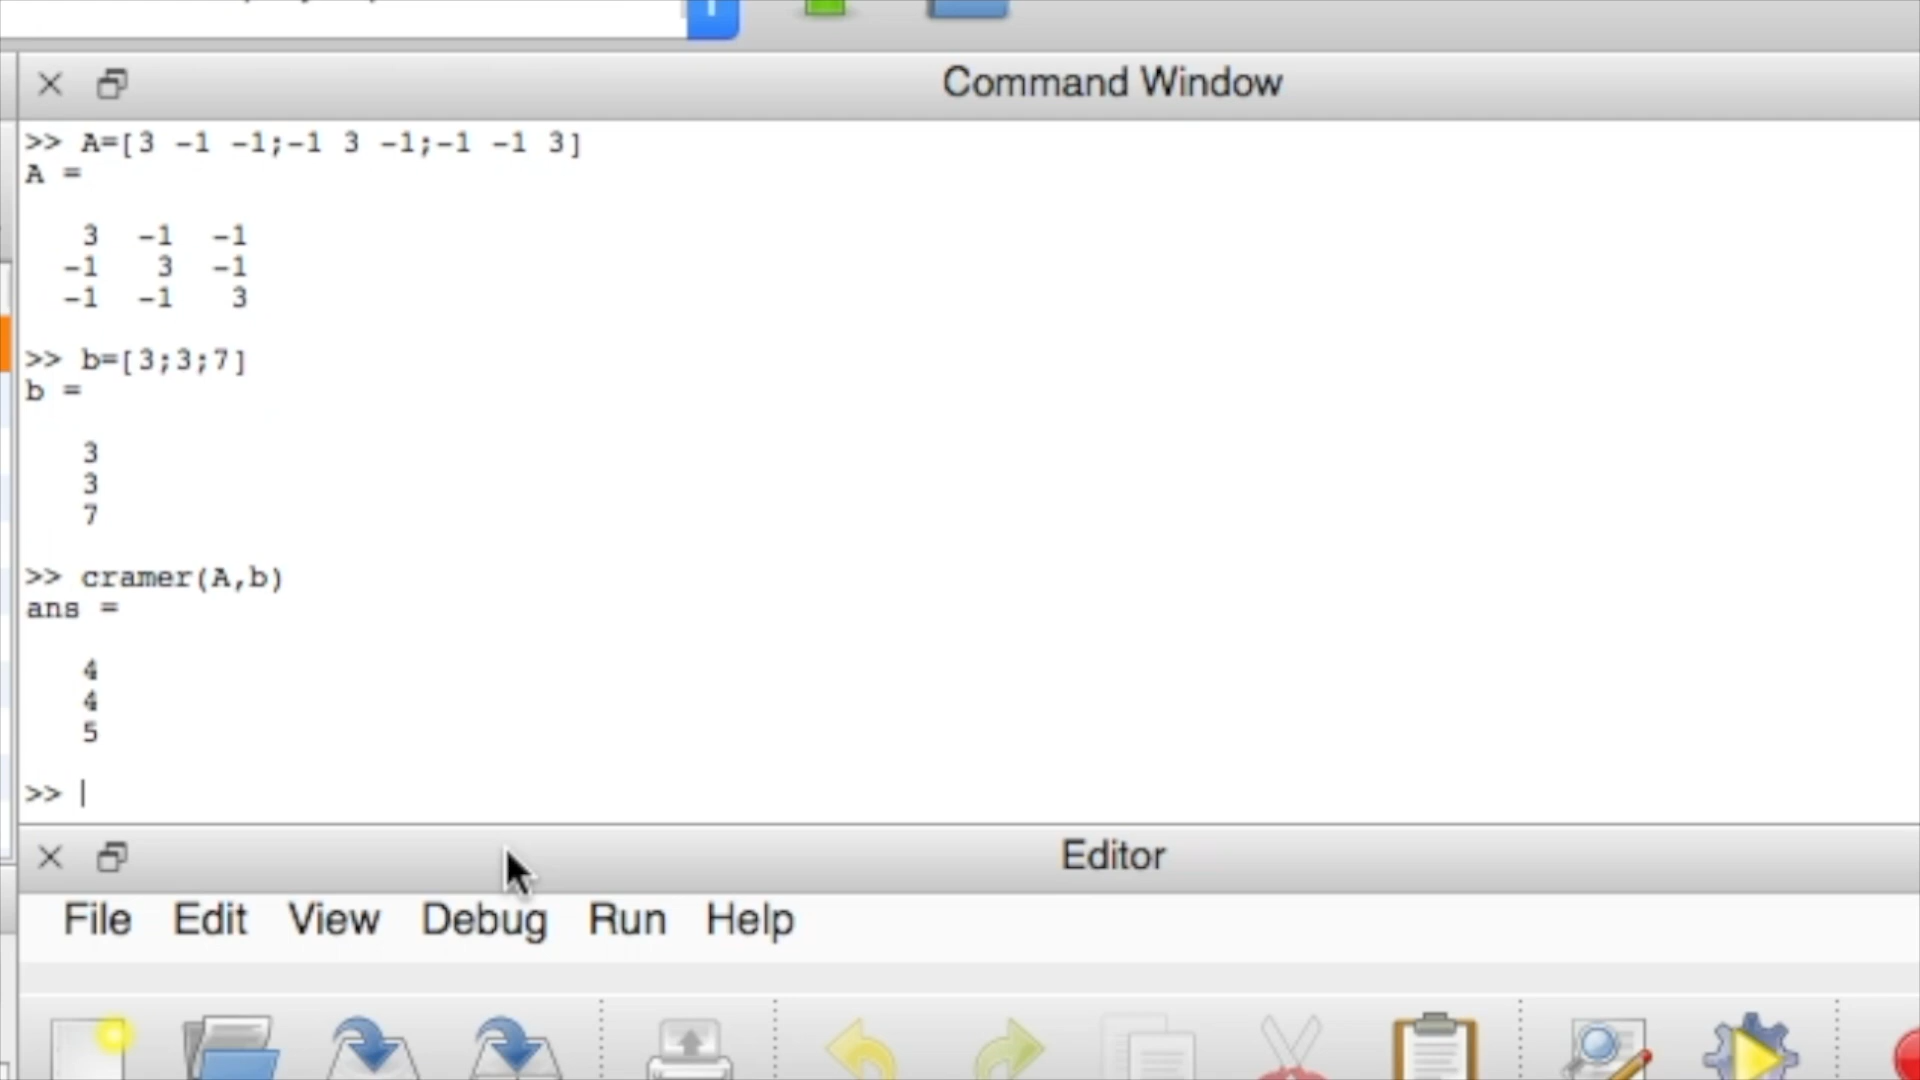 Command Window
>> A=[3 -1 -1;-1 3 -1;-1 -1 3]
A =
3 -1 -1
-1 3 -1
-1 -1 3
>> b=[3;3;7]
b =
3
3
7
>> cramer(A,b)
ans =
4
4
5
>>
Editor
File Edit View Debug Run Help